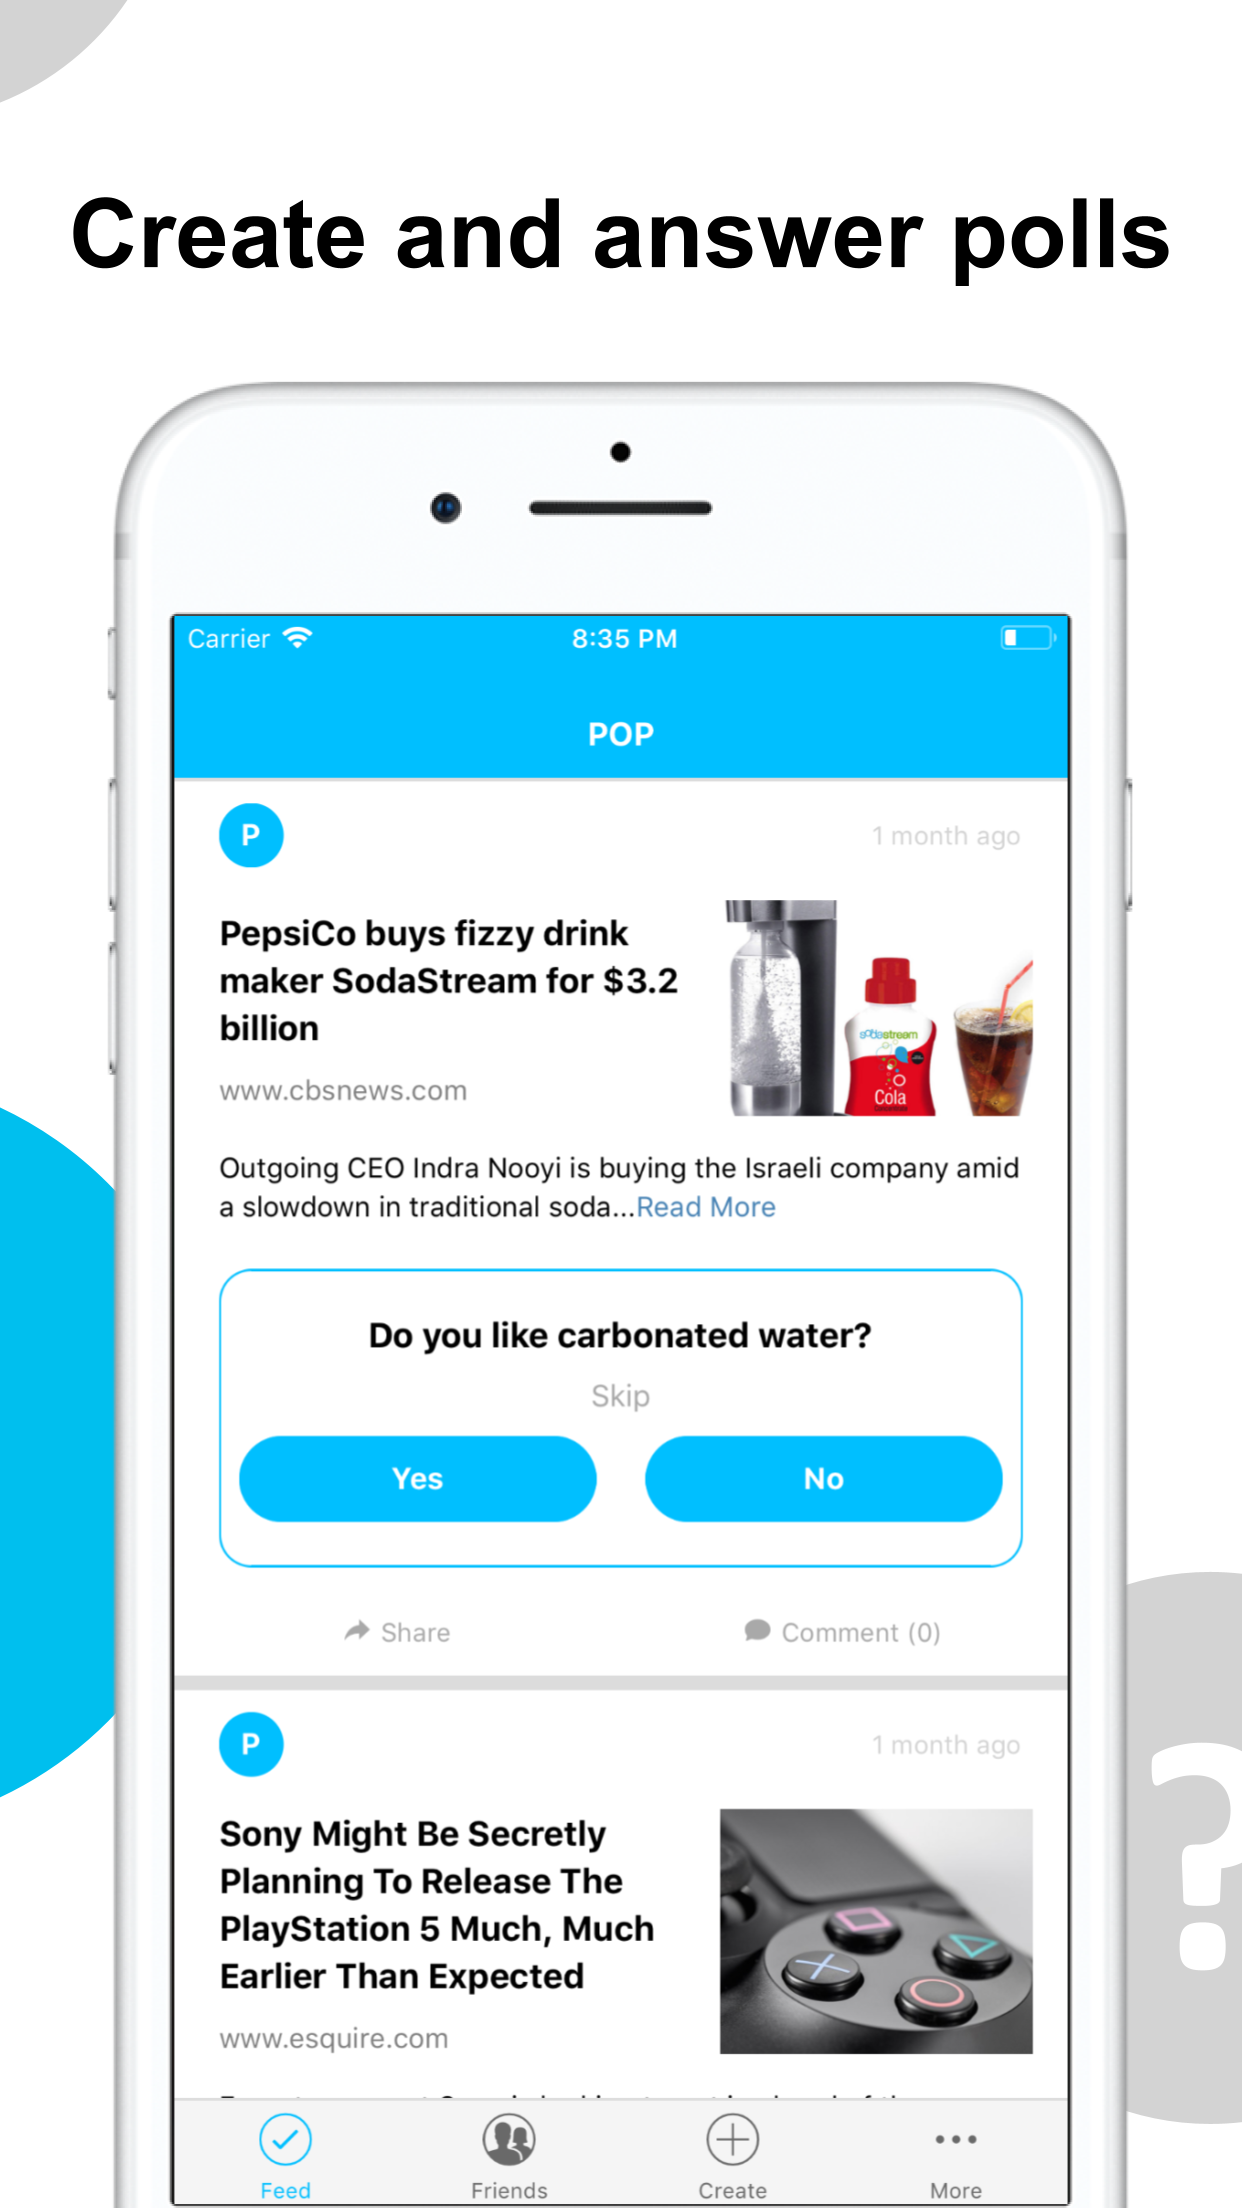 Create and answer polls
Carrier 8:35 PM
POP
P 1 month ago
PepsiCo buys fizzy drink
maker SodaStream for $3.2
billion
www.cbsnews.com
sodastream
Cola
Outgoing CEO Indra Nooyi is buying the Israeli company amid
a slowdown in traditional soda...Read More
Do you like carbonated water?
Skip
Yes No
Share Comment (0)
P 1 month ago
Sony Might Be Secretly
Planning To Release The
PlayStation 5 Much, Much
Earlier Than Expected
www.esquire.com
?
Feed Friends Create More